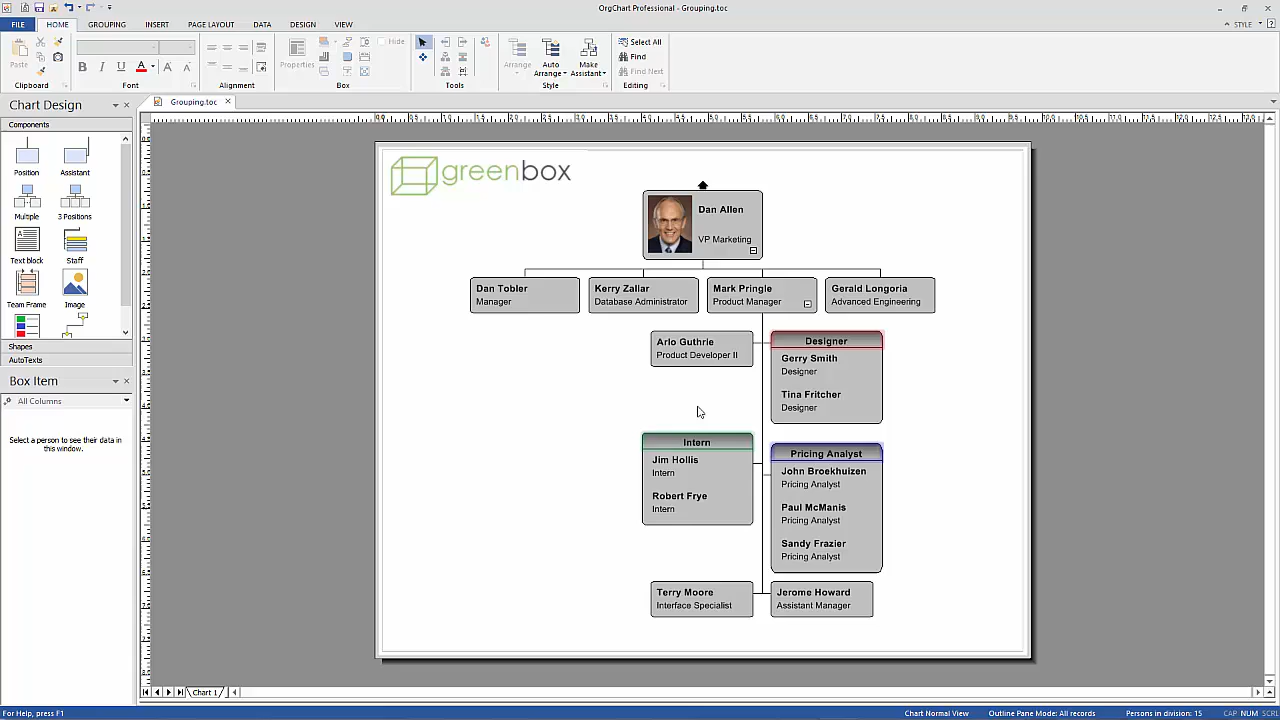 OrgChart Professional - Grouping.toc
FILE HOME GROUPING INSERT PAGE LAYOUT DATA DESIGN VIEW STYLE
Paste
Clipboard
B I U A A A
Font
Alignment
Properties
Hide
Box
Tools
Arrange
Auto Arrange
Make Assistant
Style
Select All
Find
Find Next
Editing
Chart Design
Grouping.toc
Components
Position Assistant
Multiple 3 Positions
Text block Staff
Team Frame Image
Shapes
AutoTexts
Box Item
All Columns
Select a person to see their data in
this window.
greenbox
Dan Allen
VP Marketing
Dan Tobler
Manager
Kerry Zallar
Database Administrator
Mark Pringle
Product Manager
Gerald Longoria
Advanced Engineering
Arlo Guthrie
Product Developer II
Designer
Gerry Smith
Designer
Tina Fritcher
Designer
Intern
Jim Hollis
Intern
Robert Frye
Intern
Pricing Analyst
John Broekhuizen
Pricing Analyst
Paul McManis
Pricing Analyst
Sandy Frazier
Pricing Analyst
Terry Moore
Interface Specialist
Jerome Howard
Assistant Manager
Chart 1
For Help, press F1
Chart Normal View
Outline Pane Mode: All records
Persons in division: 15
CAP NUM SCRL